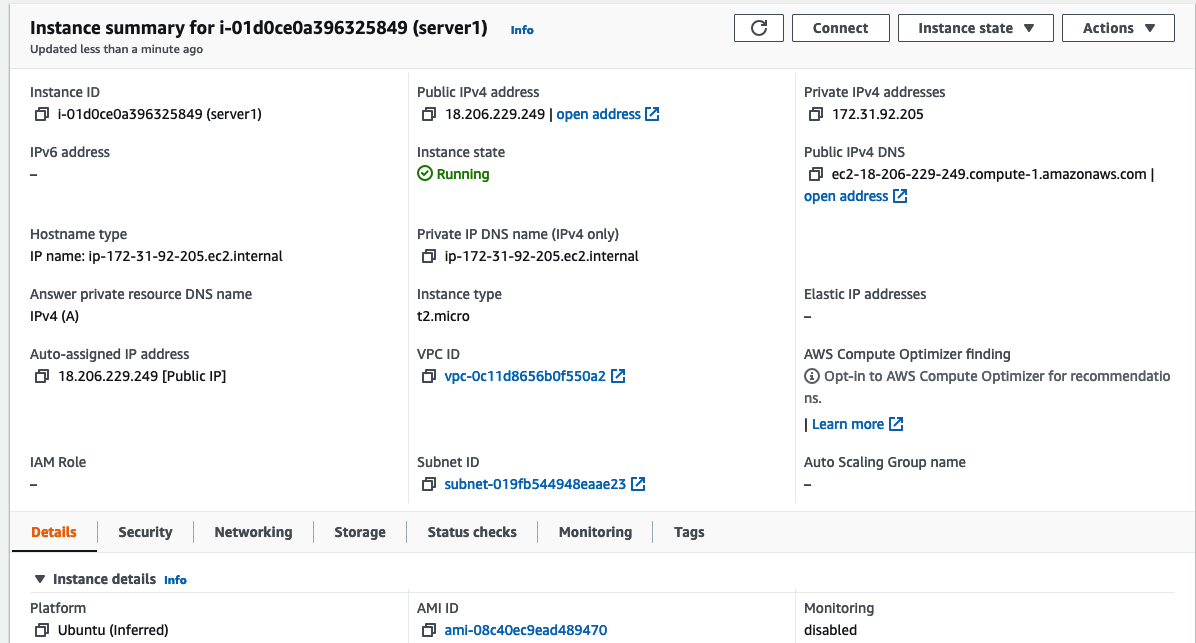 Instance summary for i-01d0ce0a396325849 (server1) Info
Updated less than a minute ago
Connect
Instance state
Actions
Instance ID
i-01d0ce0a396325849 (server1)
Public IPv4 address
18.206.229.249 | open address
Private IPv4 addresses
172.31.92.205
IPv6 address
–
Instance state
Running
Public IPv4 DNS
ec2-18-206-229-249.compute-1.amazonaws.com |
open address
Hostname type
IP name: ip-172-31-92-205.ec2.internal
Private IP DNS name (IPv4 only)
ip-172-31-92-205.ec2.internal
Answer private resource DNS name
IPv4 (A)
Instance type
t2.micro
Elastic IP addresses
–
Auto-assigned IP address
18.206.229.249 [Public IP]
VPC ID
vpc-0c11d8656b0f550a2
AWS Compute Optimizer finding
Opt-in to AWS Compute Optimizer for recommendatio
ns.
| Learn more
IAM Role
–
Subnet ID
subnet-019fb544948eaae23
Auto Scaling Group name
–
Details
Security
Networking
Storage
Status checks
Monitoring
Tags
Instance details Info
Platform
Ubuntu (Inferred)
AMI ID
ami-08c40ec9ead489470
Monitoring
disabled